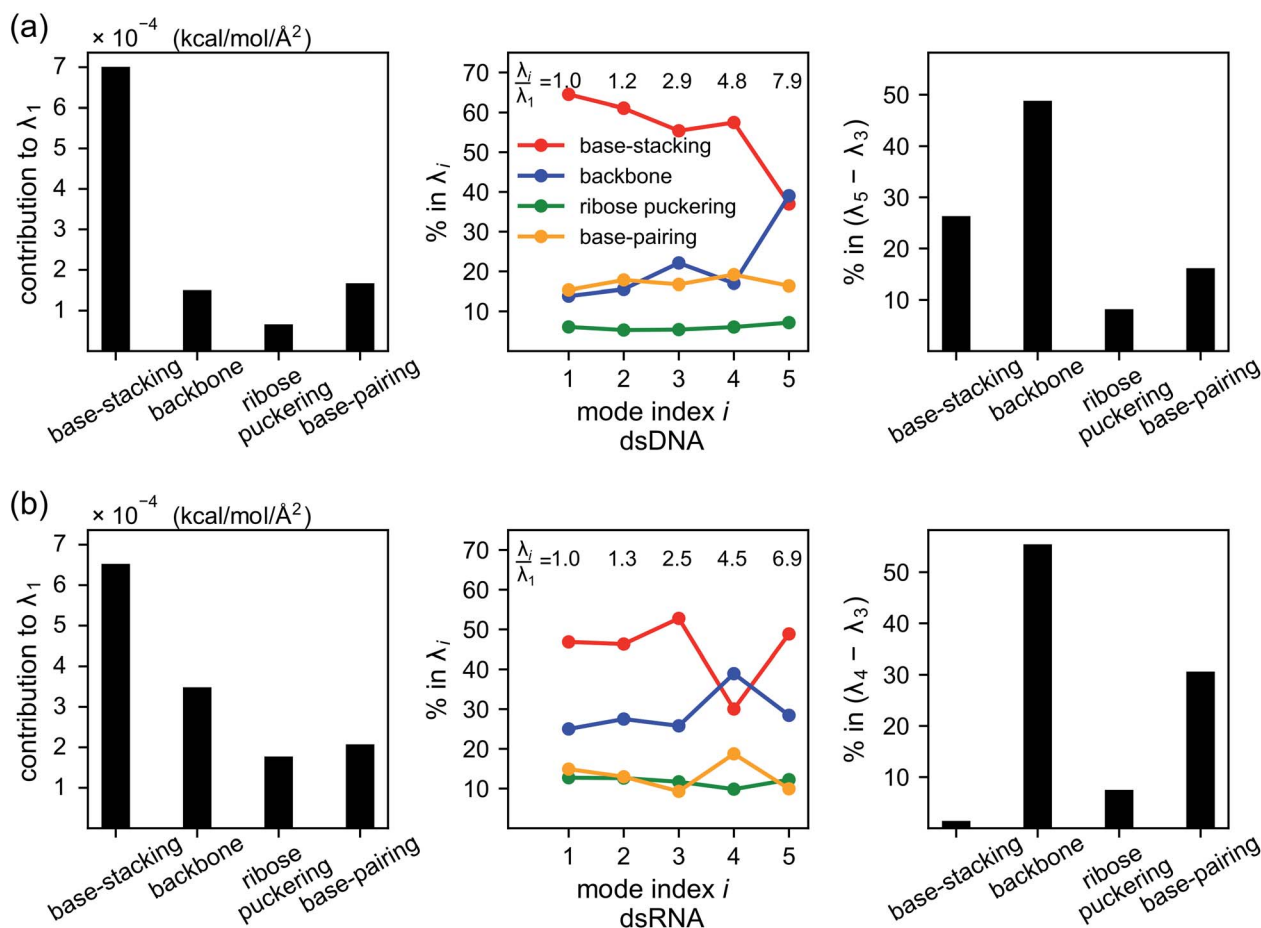 (a)
× 10⁻⁴ (kcal/mol/Å²)
contribution to λ₁
7
6
5
4
3
2
1
base-stacking
backbone
ribose
puckering
base-pairing
% in λᵢ
70
60
50
40
30
20
10
λᵢ/λ₁ =1.0 1.2 2.9 4.8 7.9
base-stacking
backbone
ribose puckering
base-pairing
1 2 3 4 5
mode index i
dsDNA
% in (λ₅ − λ₃)
50
40
30
20
10
base-stacking
backbone
ribose
puckering
base-pairing
(b)
× 10⁻⁴ (kcal/mol/Å²)
contribution to λ₁
7
6
5
4
3
2
1
base-stacking
backbone
ribose
puckering
base-pairing
% in λᵢ
70
60
50
40
30
20
10
λᵢ/λ₁ =1.0 1.3 2.5 4.5 6.9
1 2 3 4 5
mode index i
dsRNA
% in (λ₄ − λ₃)
50
40
30
20
10
base-stacking
backbone
ribose
puckering
base-pairing